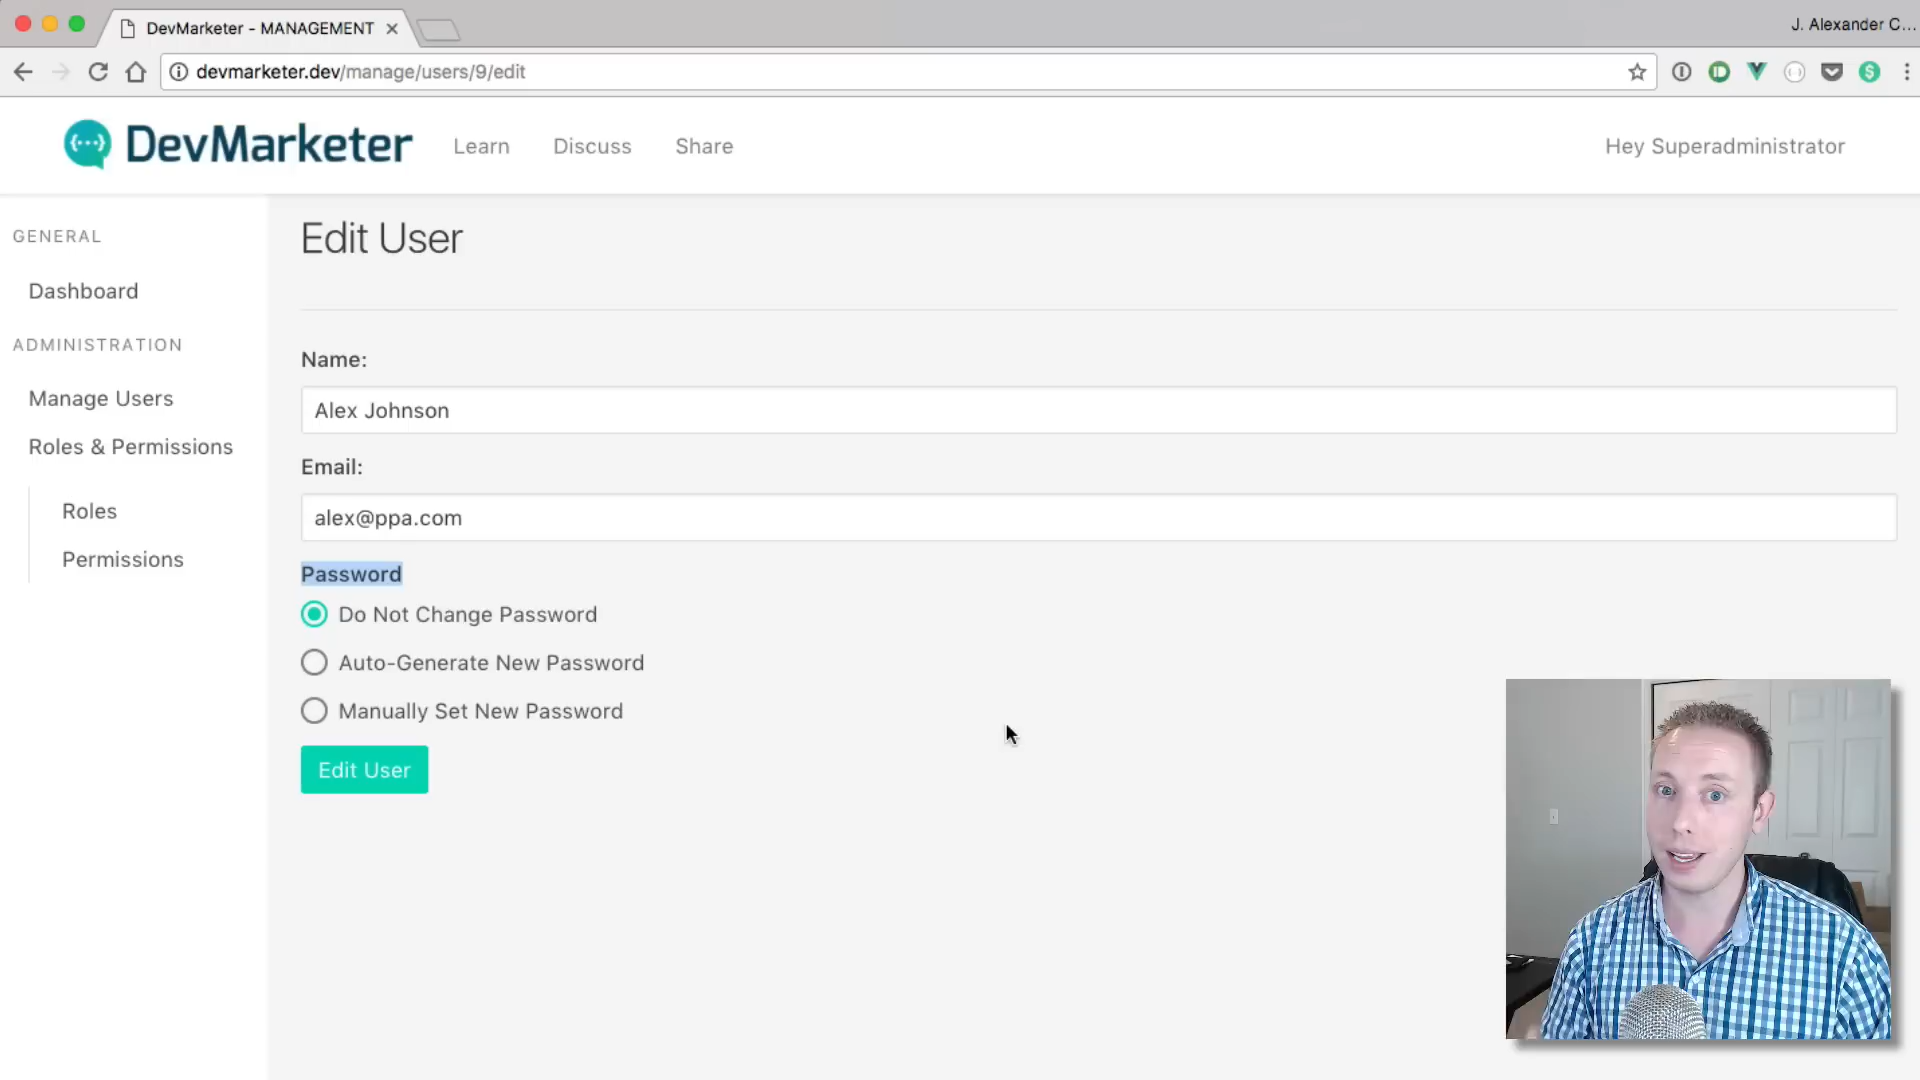 DevMarketer - MANAGEMENT
J. Alexander C...
devmarketer.dev/manage/users/9/edit
DevMarketer
Learn
Discuss
Share
Hey Superadministrator
GENERAL
Dashboard
ADMINISTRATION
Manage Users
Roles & Permissions
Roles
Permissions
Edit User
Name:
Alex Johnson
Email:
alex@ppa.com
Password
Do Not Change Password
Auto-Generate New Password
Manually Set New Password
Edit User